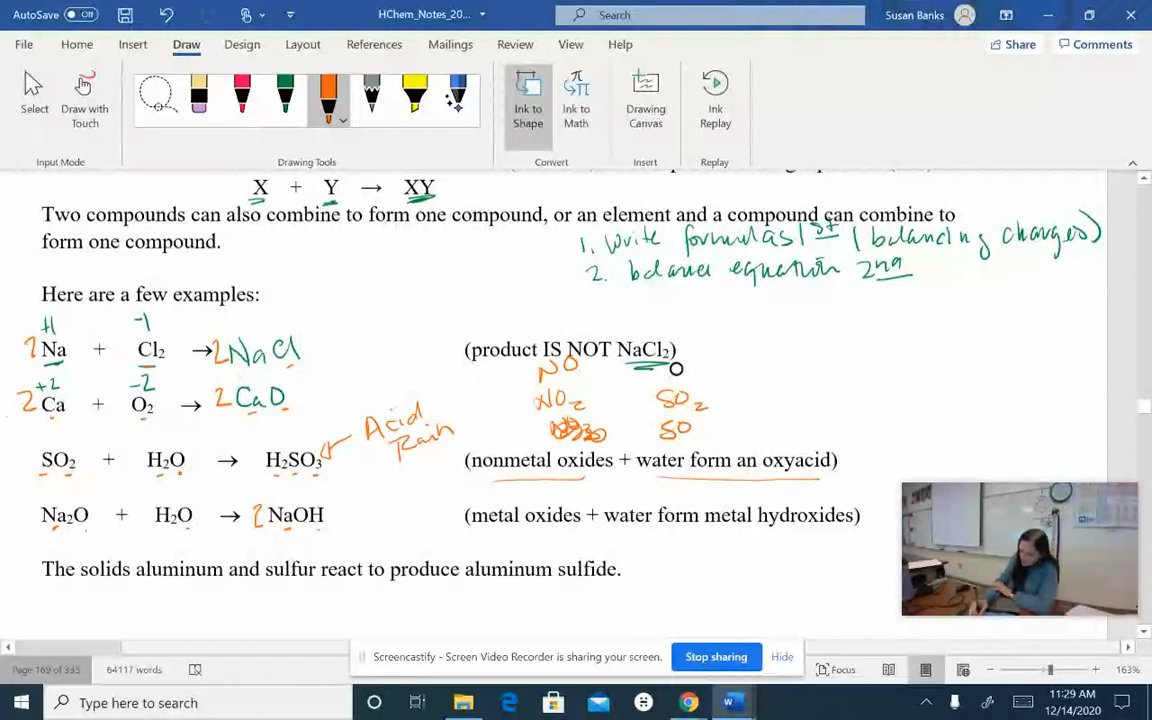 AutoSave Off HChem_Notes_20... Search Susan Banks
File Home Insert Draw Design Layout References Mailings Review View Help Share Comments
Select Draw with Touch Ink to Shape Ink to Math Drawing Canvas Ink Replay
Input Mode Drawing Tools Convert Insert Replay
X + Y → XY
Two compounds can also combine to form one compound, or an element and a compound can combine to
form one compound.
1. Write formulas 1st (balancing charges)
2. balance equation 2nd
Here are a few examples:
+1 -1
2Na + Cl₂ → 2NaCl (product IS NOT NaCl₂)
NO
+2 -2
2Ca + O₂ → 2CaO NO₂ SO₂
Acid Rain SO
SO₂ + H₂O → H₂SO₃ (nonmetal oxides + water form an oxyacid)
Na₂O + H₂O → 2NaOH (metal oxides + water form metal hydroxides)
The solids aluminum and sulfur react to produce aluminum sulfide.
Screencastify - Screen Video Recorder is sharing your screen. Stop sharing Hide
Page 169 of 335 64117 words Focus 163%
Type here to search 11:29 AM
12/14/2020